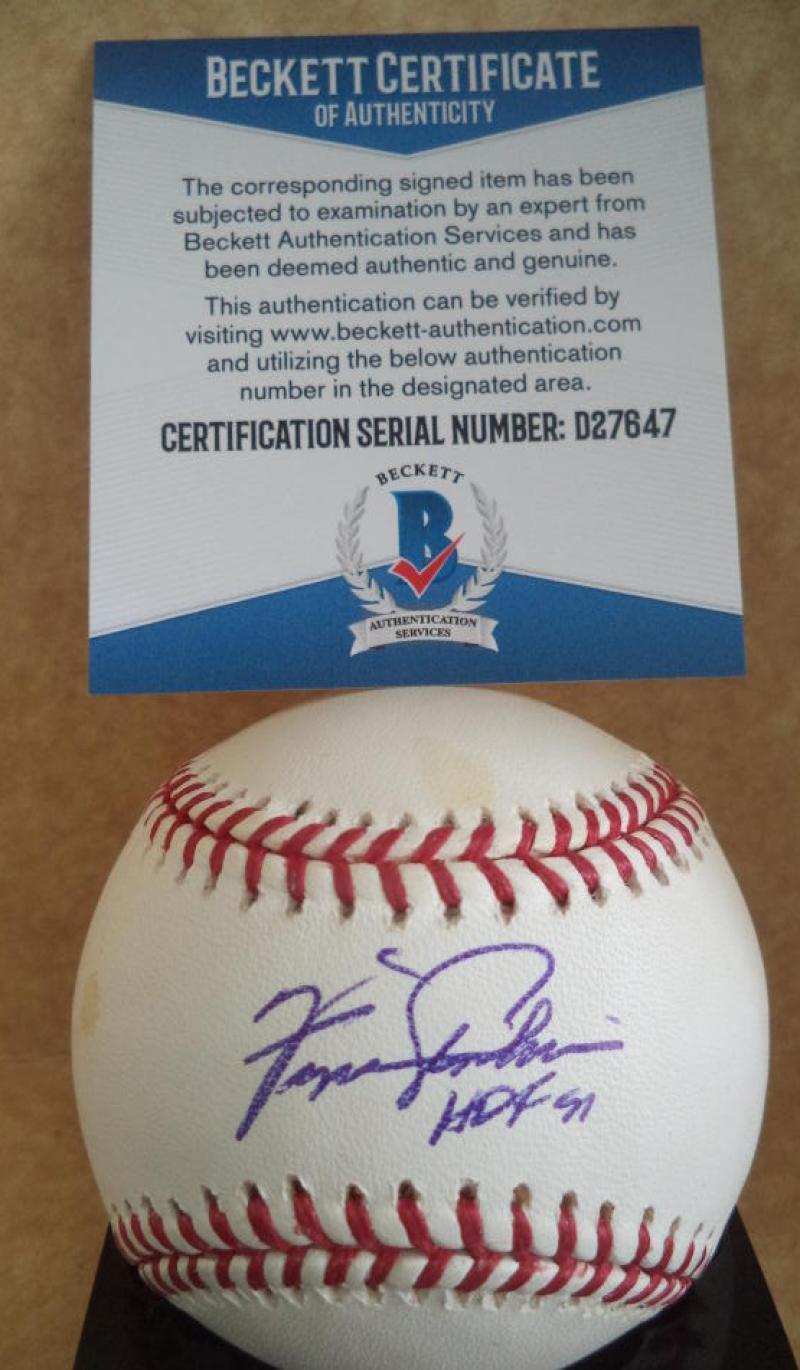 BECKETT CERTIFICATE
OF AUTHENTICITY
The corresponding signed item has been
subjected to examination by an expert from
Beckett Authentication Services and has
been deemed authentic and genuine.
This authentication can be verified by
visiting www.beckett-authentication.com
and utilizing the below authentication
number in the designated area.
CERTIFICATION SERIAL NUMBER: D27647
BECKETT
B
AUTHENTICATION
SERVICES
Fergie Jenkins
HOF 91